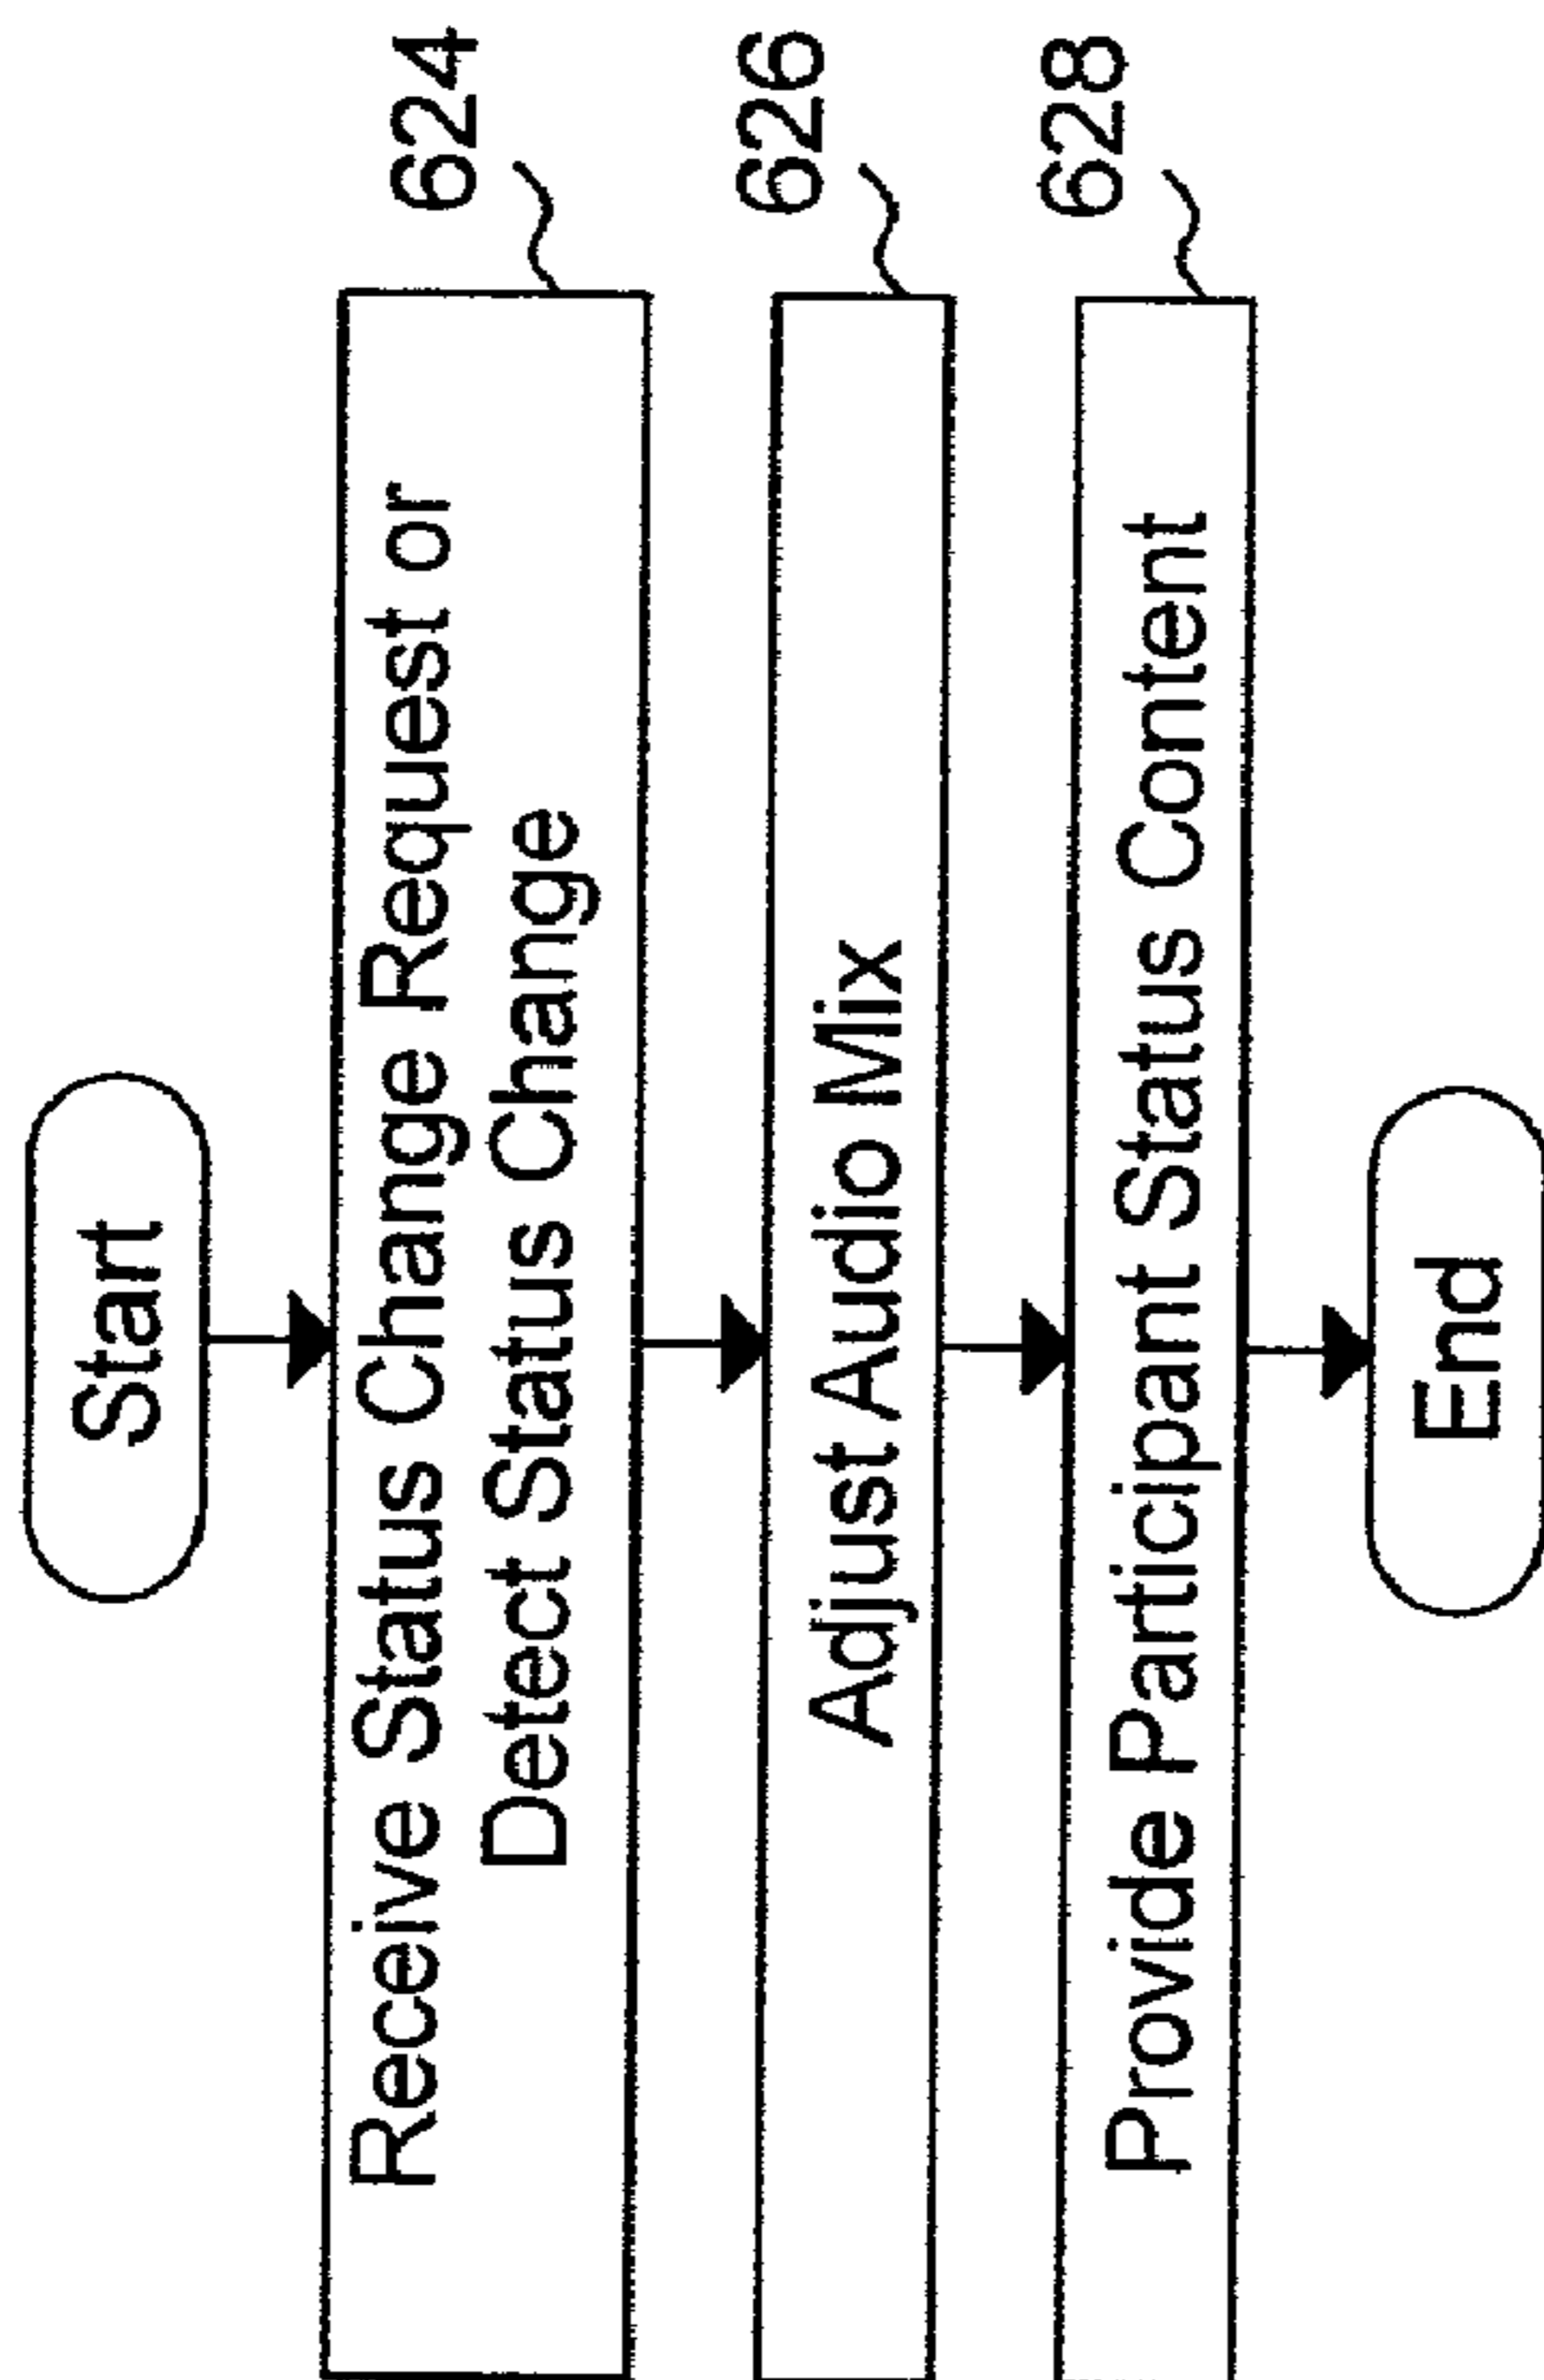 Start
Receive Status Change Request or
Detect Status Change
624
Adjust Audio Mix
626
Provide Participant Status Content
628
End